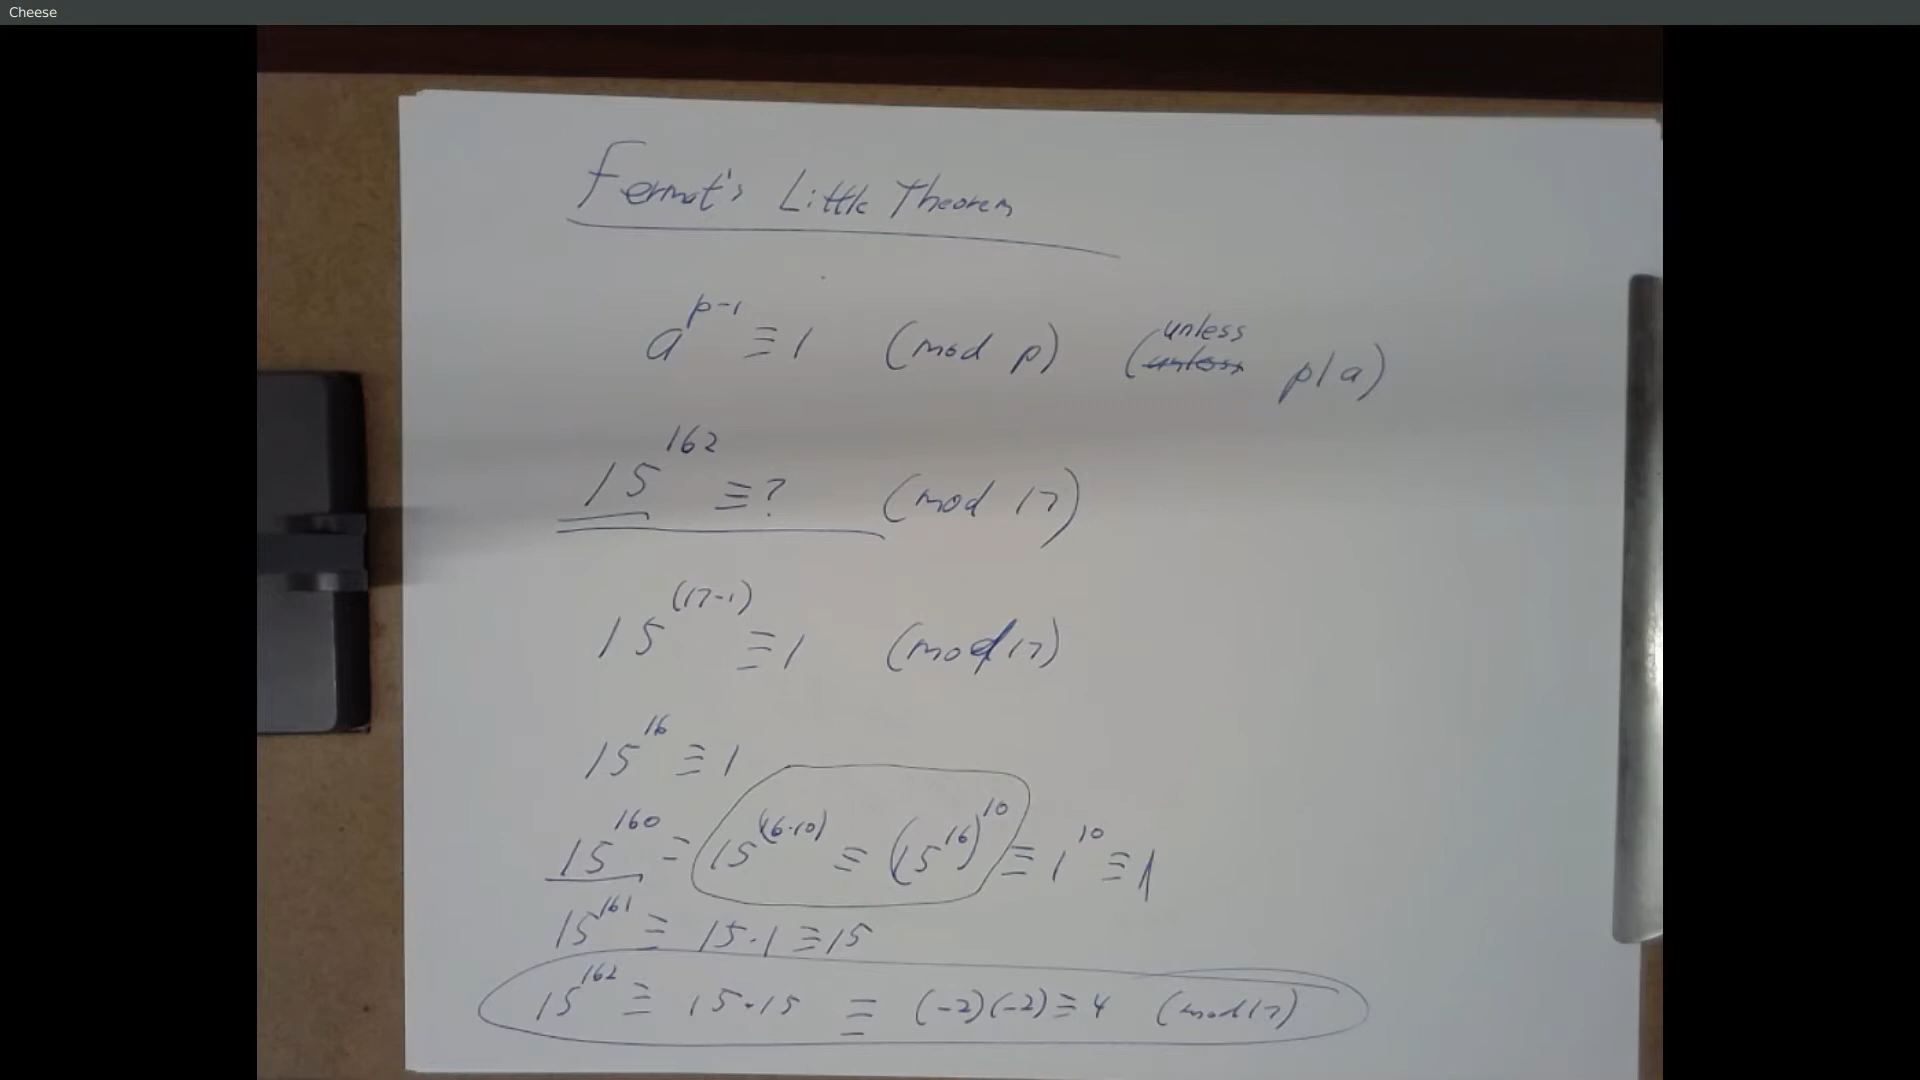 Cheese
Fermat's Little Theorem
a^(p-1) ≡ 1 (mod p) (unless p|a)
15^162 ≡ ? (mod 17)
15^(17-1) ≡ 1 (mod 17)
15^16 ≡ 1
15^160 ≡ 15^(16·10) ≡ (15^16)^10 ≡ 1^10 ≡ 1
15^161 ≡ 15·1 ≡ 15
15^162 ≡ 15·15 ≡ (-2)(-2) ≡ 4 (mod 17)